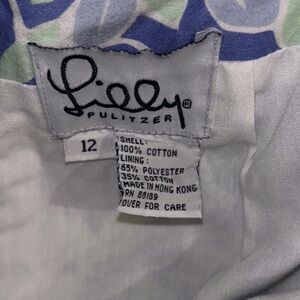 Lilly®
PULITZER
12
SHELL:
100% COTTON
LINING:
65% POLYESTER
35% COTTON
MADE IN HONG KONG
RN 88189
OVER FOR CARE